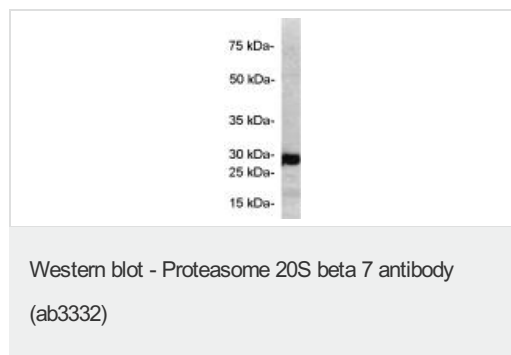 75 kDa-
50 kDa-
35 kDa-
30 kDa-
25 kDa-
15 kDa-
Western blot - Proteasome 20S beta 7 antibody
(ab3332)